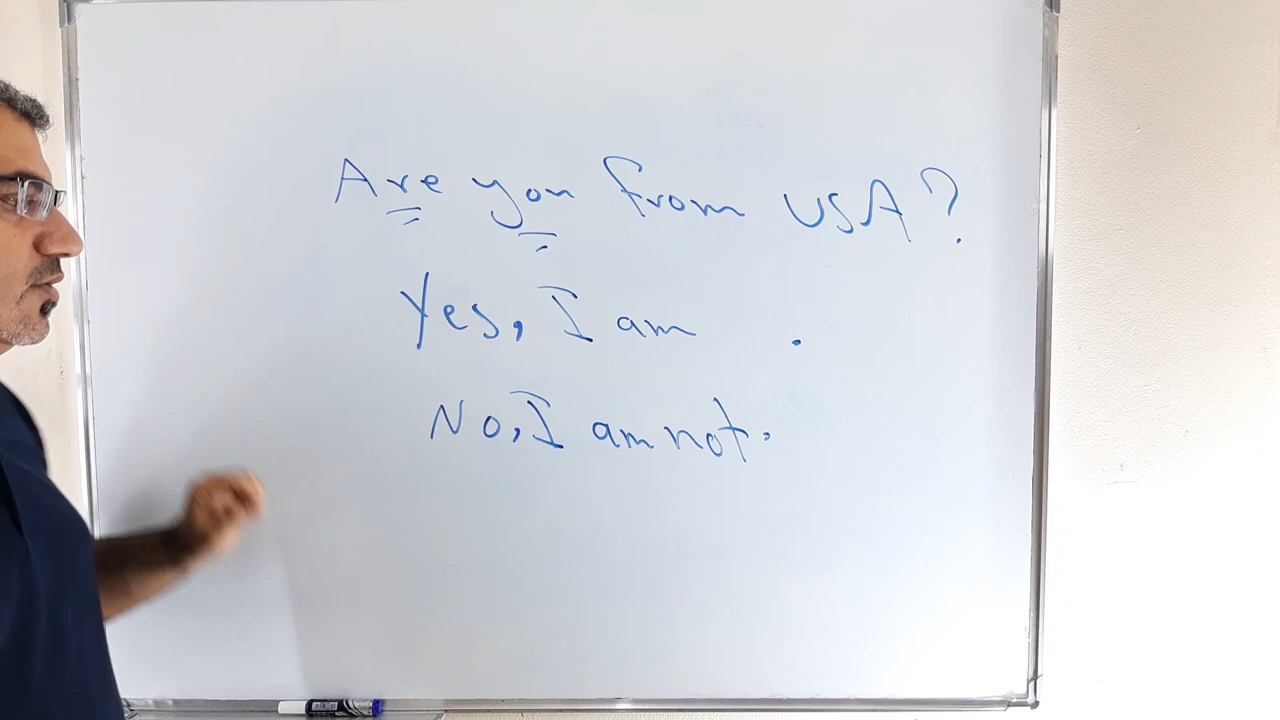 Are you from USA?
Yes, I am .
No, I am not.